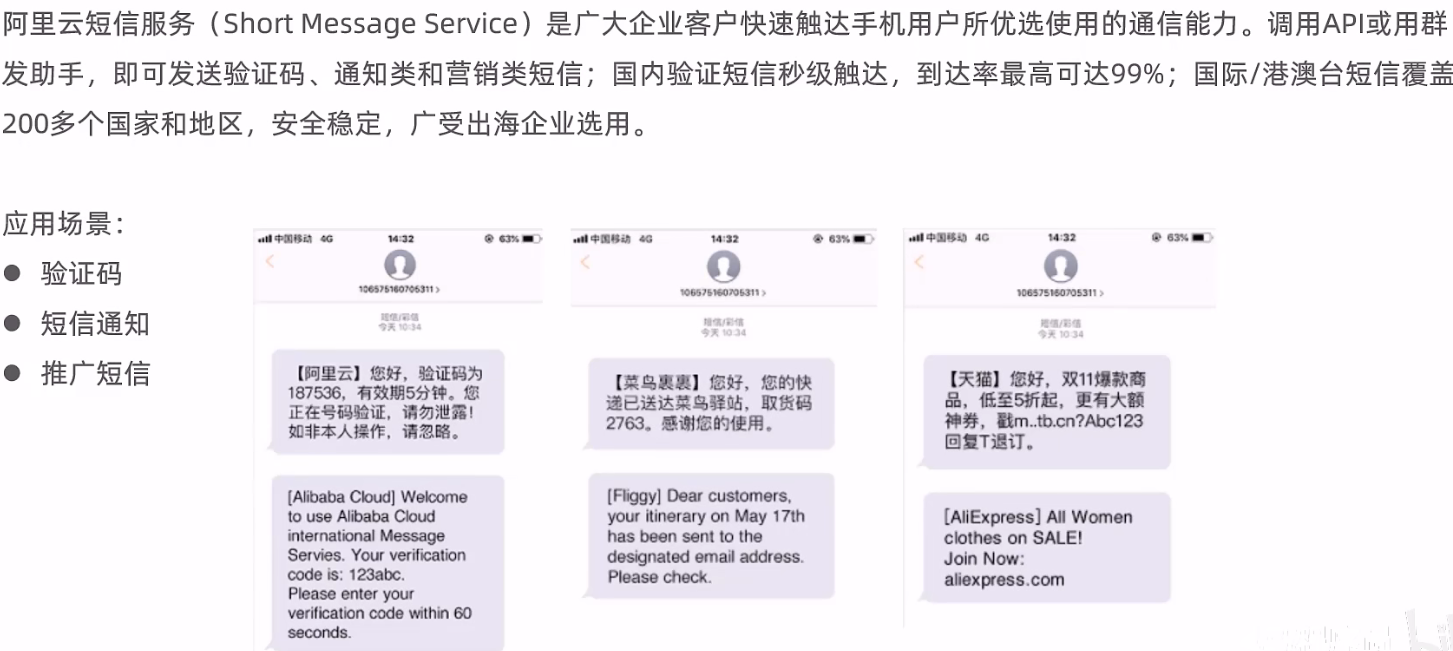 阿里云短信服务（Short Message Service）是广大企业客户快速触达手机用户所优选使用的通信能力。调用API或用群
发助手，即可发送验证码、通知类和营销类短信；国内验证短信秒级触达，到达率最高可达99%；国际/港澳台短信覆盖
200多个国家和地区，安全稳定，广受出海企业选用。
应用场景：
● 验证码
● 短信通知
● 推广短信
中国移动 4G 14:32 63%
106575160705311 >
短信/彩信
今天 10:34
【阿里云】您好，验证码为
187536，有效期5分钟。您
正在号码验证，请勿泄露！
如非本人操作，请忽略。
[Alibaba Cloud] Welcome
to use Alibaba Cloud
international Message
Servies. Your verification
code is: 123abc.
Please enter your
verification code within 60
seconds.
中国移动 4G 14:32 63%
106575160705311 >
短信/彩信
今天 10:34
【菜鸟裹裹】您好，您的快
递已送达菜鸟驿站，取货码
2763。感谢您的使用。
[Fliggy] Dear customers,
your itinerary on May 17th
has been sent to the
designated email address.
Please check.
中国移动 4G 14:32 63%
106575160705311 >
短信/彩信
今天 10:34
【天猫】您好，双11爆款商
品，低至5折起，更有大额
神券，戳m..tb.cn?Abc123
回复T退订。
[AliExpress] All Women
clothes on SALE!
Join Now:
aliexpress.com